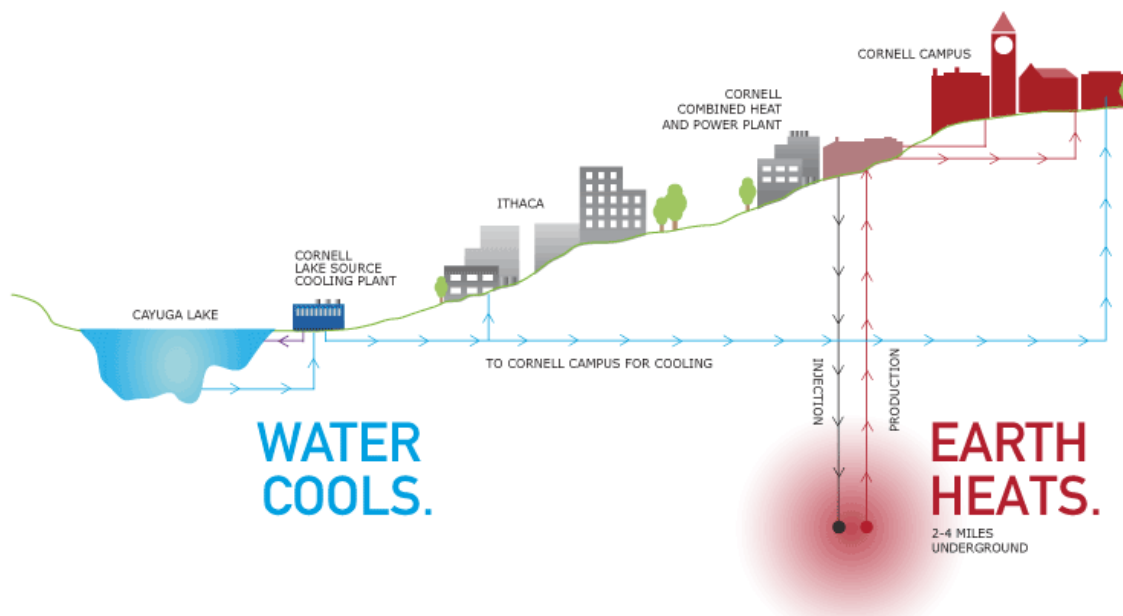 CORNELL CAMPUS
CORNELL
COMBINED HEAT
AND POWER PLANT
ITHACA
CORNELL
LAKE SOURCE
COOLING PLANT
CAYUGA LAKE
TO CORNELL CAMPUS FOR COOLING
INJECTION
PRODUCTION
WATER
COOLS.
EARTH
HEATS.
2-4 MILES
UNDERGROUND